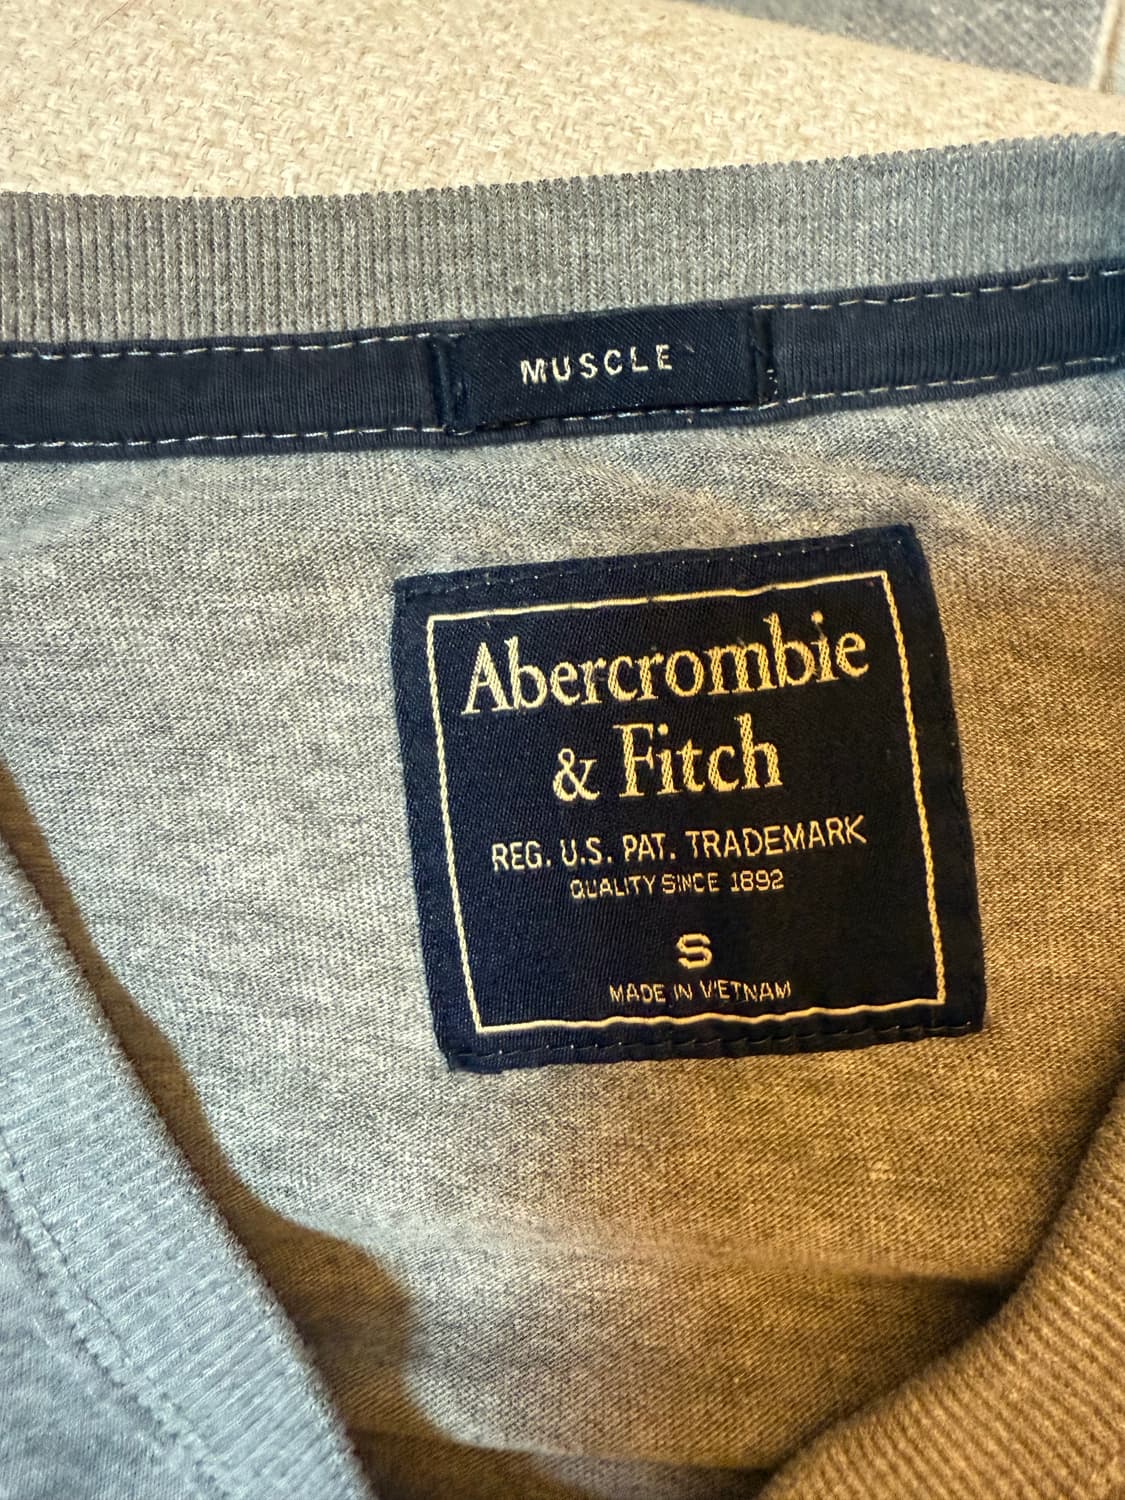 MUSCLE
Abercrombie
& Fitch
REG. U.S. PAT. TRADEMARK
QUALITY SINCE 1892
S
MADE IN VIETNAM